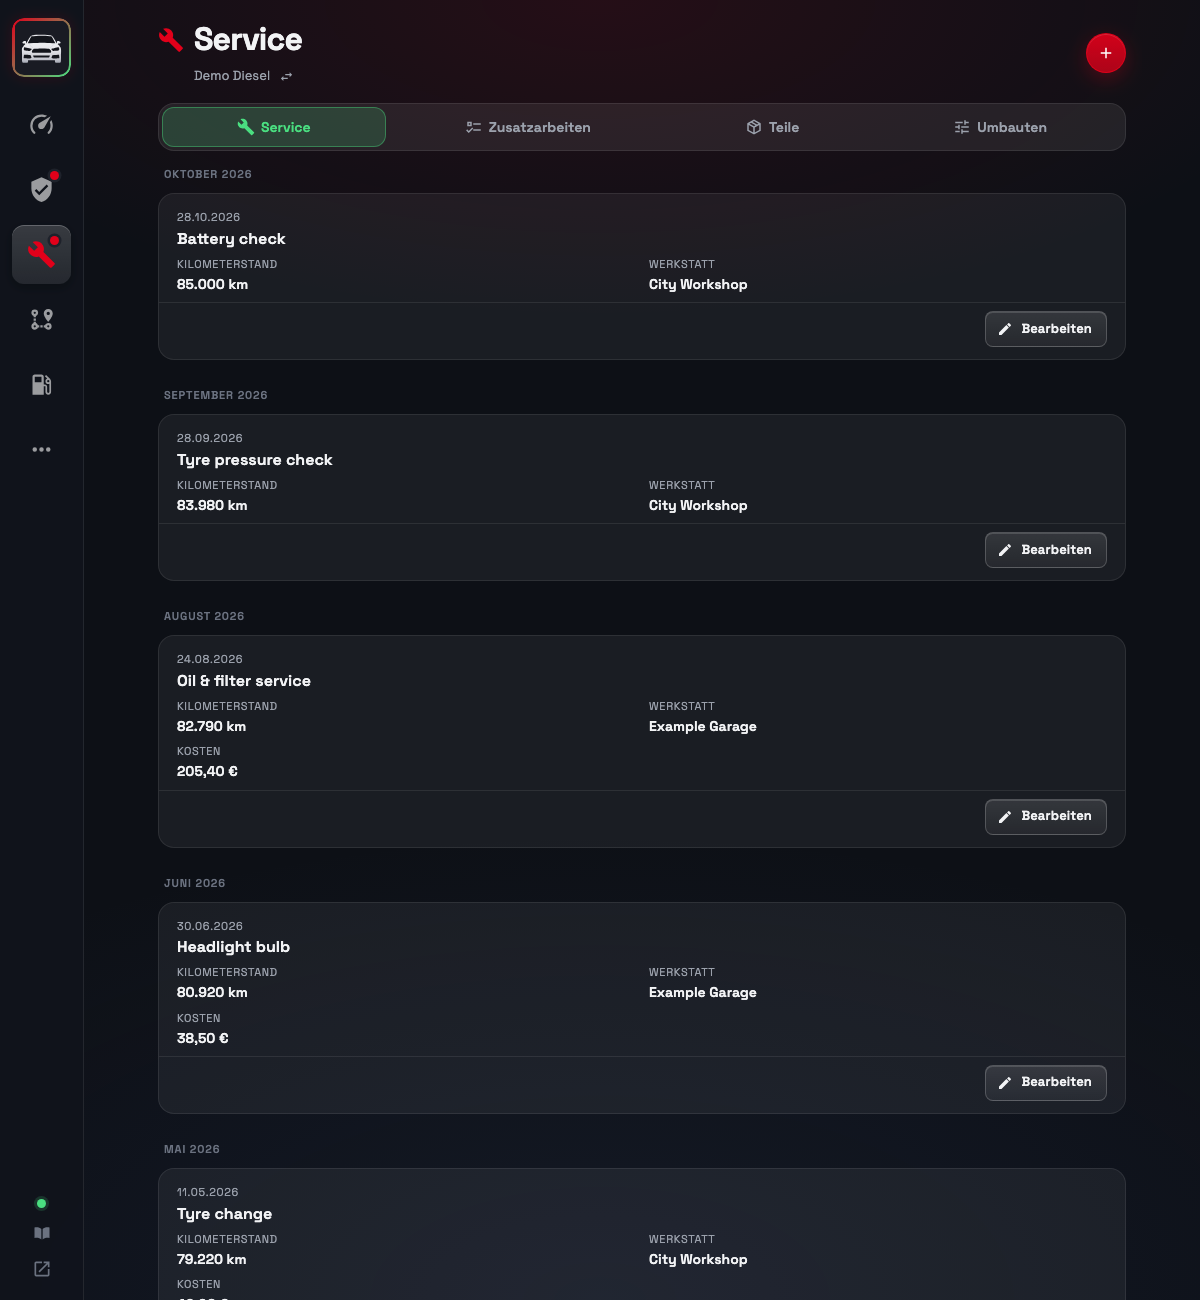 Service
Demo Diesel
Service
Zusatzarbeiten
Teile
Umbauten
OKTOBER 2026
28.10.2026
Battery check
KILOMETERSTAND
WERKSTATT
85.000 km
City Workshop
Bearbeiten
SEPTEMBER 2026
28.09.2026
Tyre pressure check
KILOMETERSTAND
WERKSTATT
83.980 km
City Workshop
Bearbeiten
AUGUST 2026
24.08.2026
Oil & filter service
KILOMETERSTAND
WERKSTATT
82.790 km
Example Garage
KOSTEN
205,40 €
Bearbeiten
JUNI 2026
30.06.2026
Headlight bulb
KILOMETERSTAND
WERKSTATT
80.920 km
Example Garage
KOSTEN
38,50 €
Bearbeiten
MAI 2026
11.05.2026
Tyre change
KILOMETERSTAND
WERKSTATT
79.220 km
City Workshop
KOSTEN